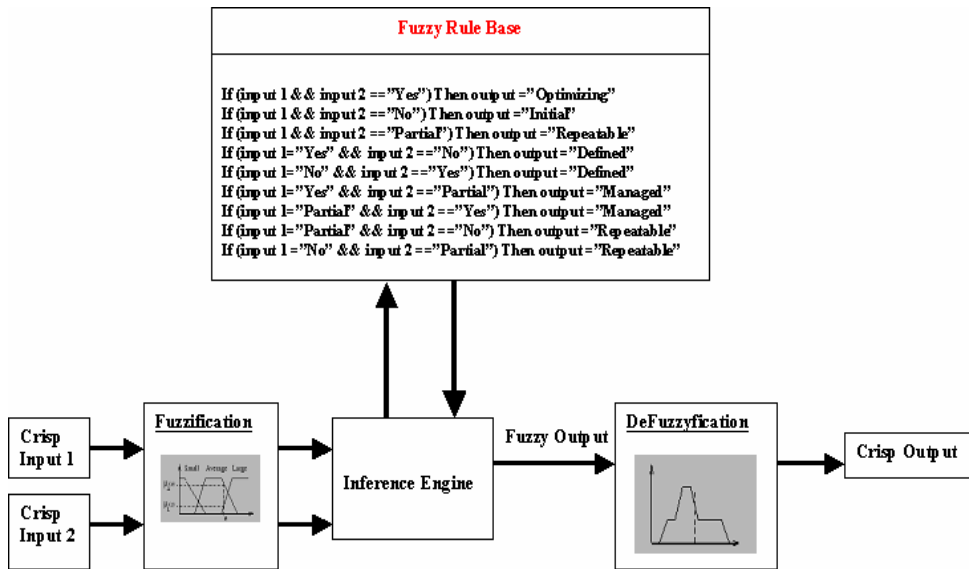 Fuzzy Rule Base
If (input 1 && input 2 =="Yes") Then output ="Optimizing"
If (input 1 && input 2 =="No") Then output ="Initial"
If (input 1 && input 2 =="Partial") Then output ="Repeatable"
If (input 1="Yes" && input 2 =="No") Then output ="Defined"
If (input 1="No" && input 2 =="Yes") Then output ="Defined"
If (input 1="Yes" && input 2 =="Partial") Then output ="Managed"
If (input 1="Partial" && input 2 =="Yes") Then output ="Managed"
If (input 1="Partial" && input 2 =="No") Then output ="Repeatable"
If (input 1 ="No" && input 2 =="Partial") Then output ="Repeatable"
Crisp
Input 1
Crisp
Input 2
Fuzzification
Small Average Large
Inference Engine
Fuzzy Output
DeFuzzyfication
Crisp Output